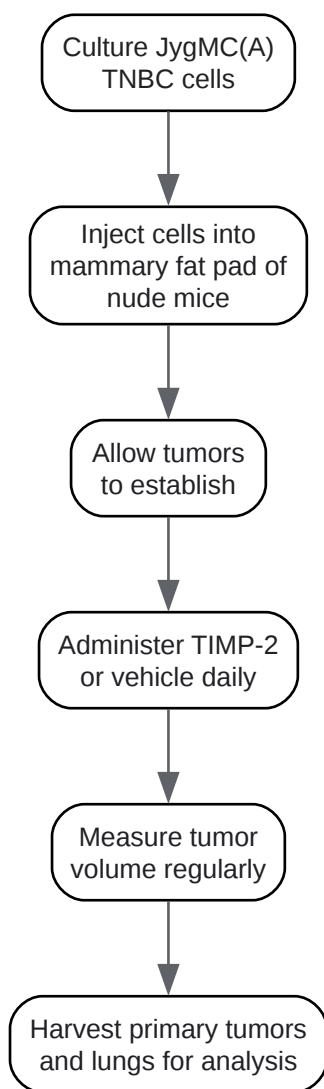 Culture JygMC(A)
TNBC cells
Inject cells into
mammary fat pad of
nude mice
Allow tumors
to establish
Administer TIMP-2
or vehicle daily
Measure tumor
volume regularly
Harvest primary tumors
and lungs for analysis